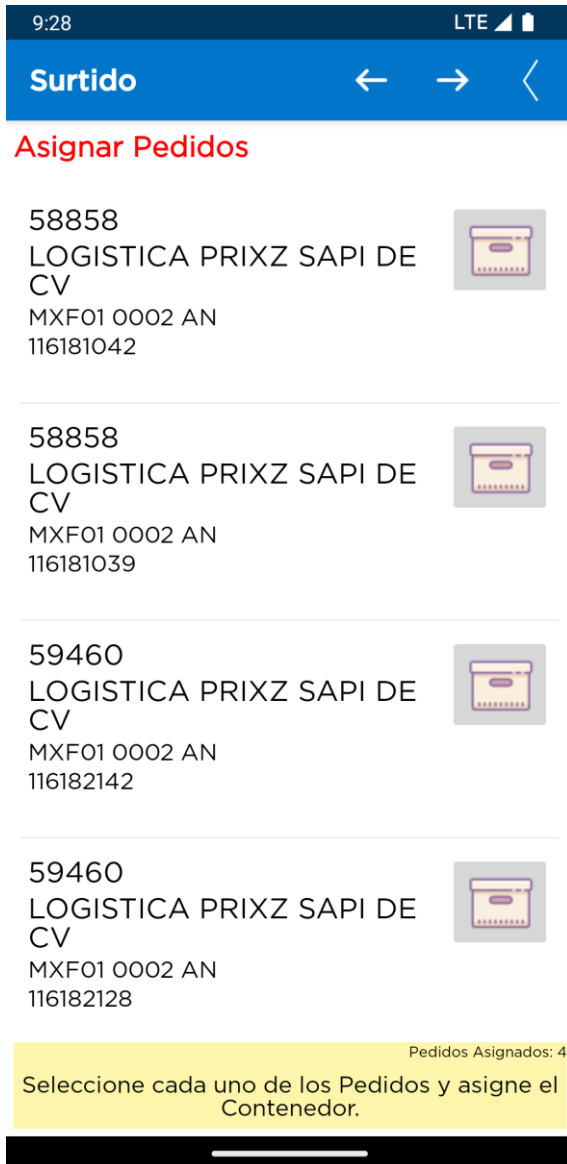 9:28
LTE
Surtido
Asignar Pedidos
58858
LOGISTICA PRIXZ SAPI DE
CV
MXF01 0002 AN
116181042
58858
LOGISTICA PRIXZ SAPI DE
CV
MXF01 0002 AN
116181039
59460
LOGISTICA PRIXZ SAPI DE
CV
MXF01 0002 AN
116182142
59460
LOGISTICA PRIXZ SAPI DE
CV
MXF01 0002 AN
116182128
Pedidos Asignados: 4
Seleccione cada uno de los Pedidos y asigne el
Contenedor.